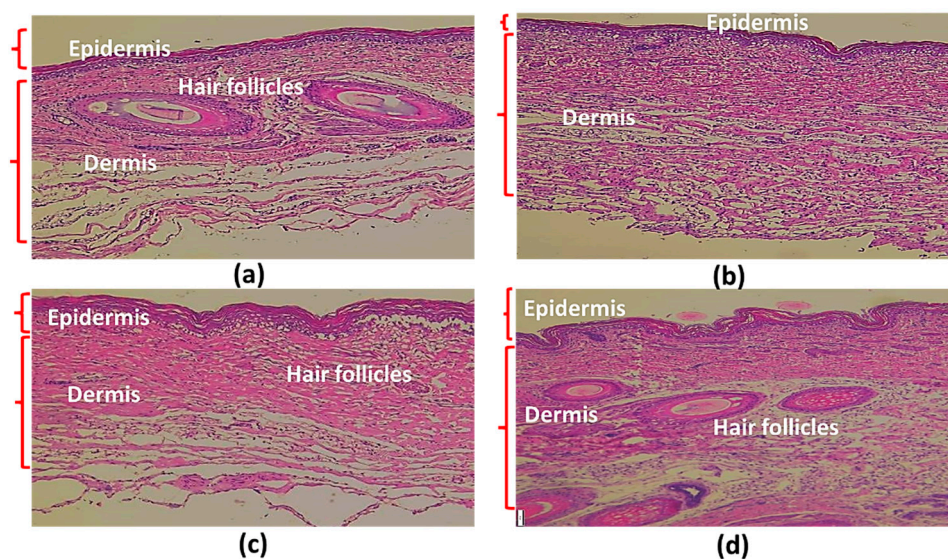 Epidermis
Hair follicles
Dermis
(a)
Epidermis
Dermis
(b)
Epidermis
Hair follicles
Dermis
(c)
Epidermis
Dermis
Hair follicles
(d)